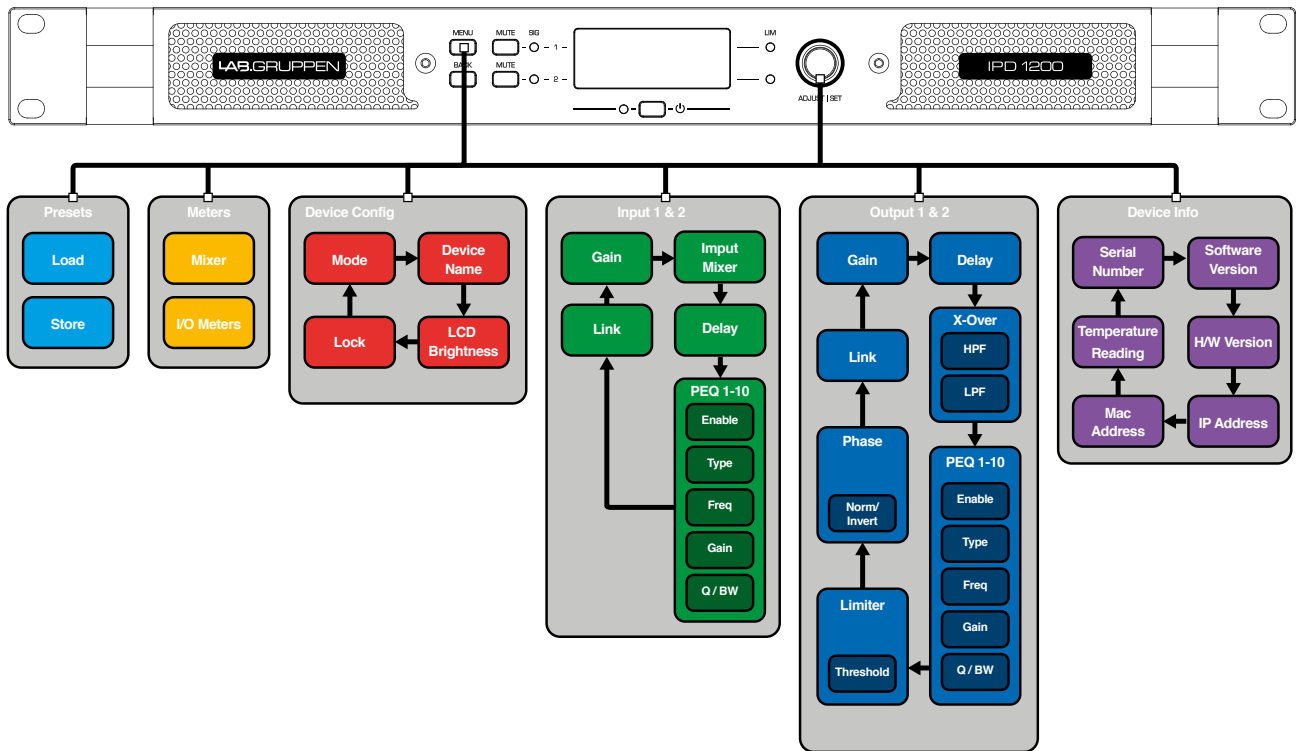 MENU
MUTE
SIG
1
LIM
BACK
MUTE
2
LAB.GRUPPEN
ADJUST | SET
IPD 1200
Presets
Load
Store
Meters
Mixer
I/O Meters
Device Config
Mode
Device
Name
Lock
LCD
Brightness
Input 1 & 2
Gain
Imput
Mixer
Link
Delay
PEQ 1-10
Enable
Type
Freq
Gain
Q / BW
Output 1 & 2
Gain
Delay
X-Over
HPF
LPF
Link
Phase
Norm/
Invert
PEQ 1-10
Enable
Type
Freq
Gain
Q / BW
Limiter
Threshold
Device Info
Serial
Number
Software
Version
Temperature
Reading
H/W Version
Mac
Address
IP Address